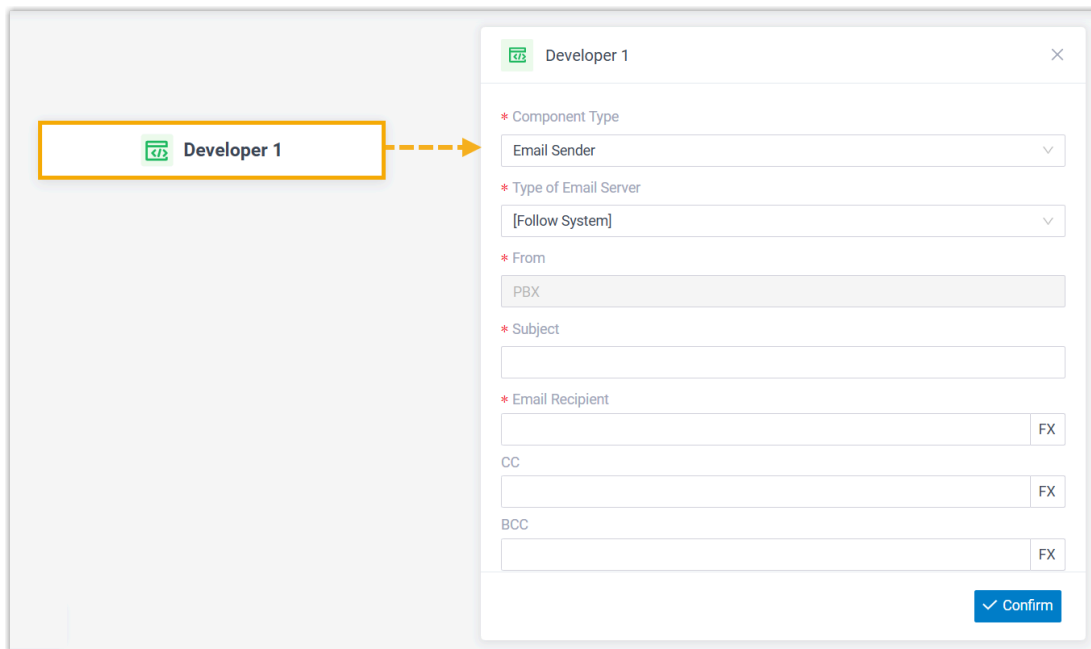 Developer 1
Developer 1
* Component Type
Email Sender
* Type of Email Server
[Follow System]
* From
PBX
* Subject
* Email Recipient
FX
CC
FX
BCC
FX
Confirm